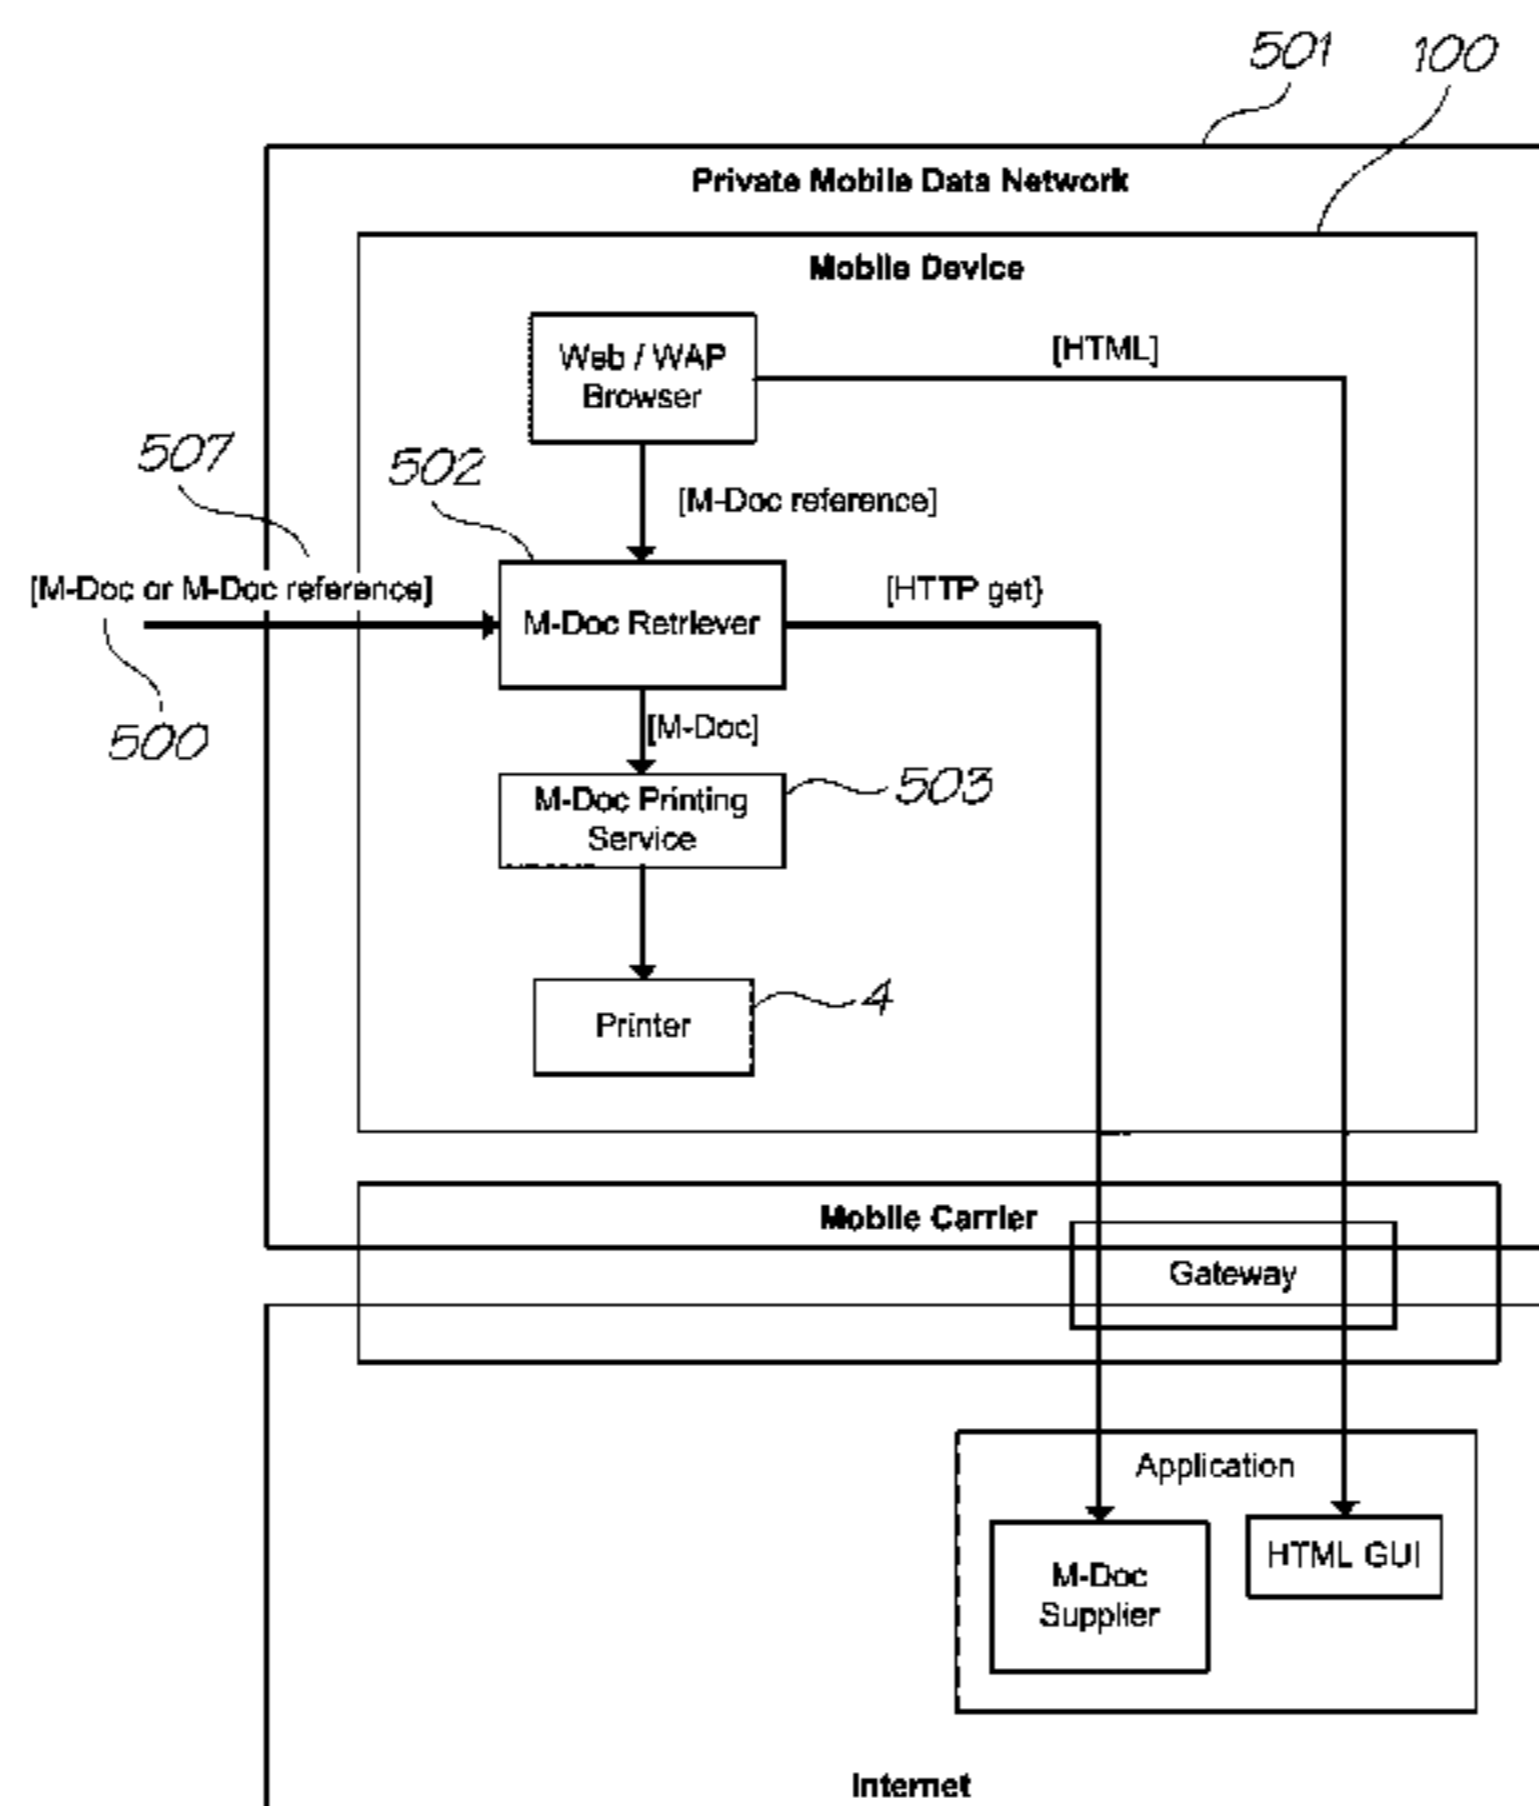 501
100
Private Mobile Data Network
Mobile Device
Web / WAP
Browser
[HTML]
507
502
[M-Doc reference]
[M-Doc or M-Doc reference]
M-Doc Retriever
[HTTP get}
500
[M-Doc]
M-Doc Printing
Service
503
Printer
4
Mobile Carrier
Gateway
Application
M-Doc
Supplier
HTML GUI
Internet